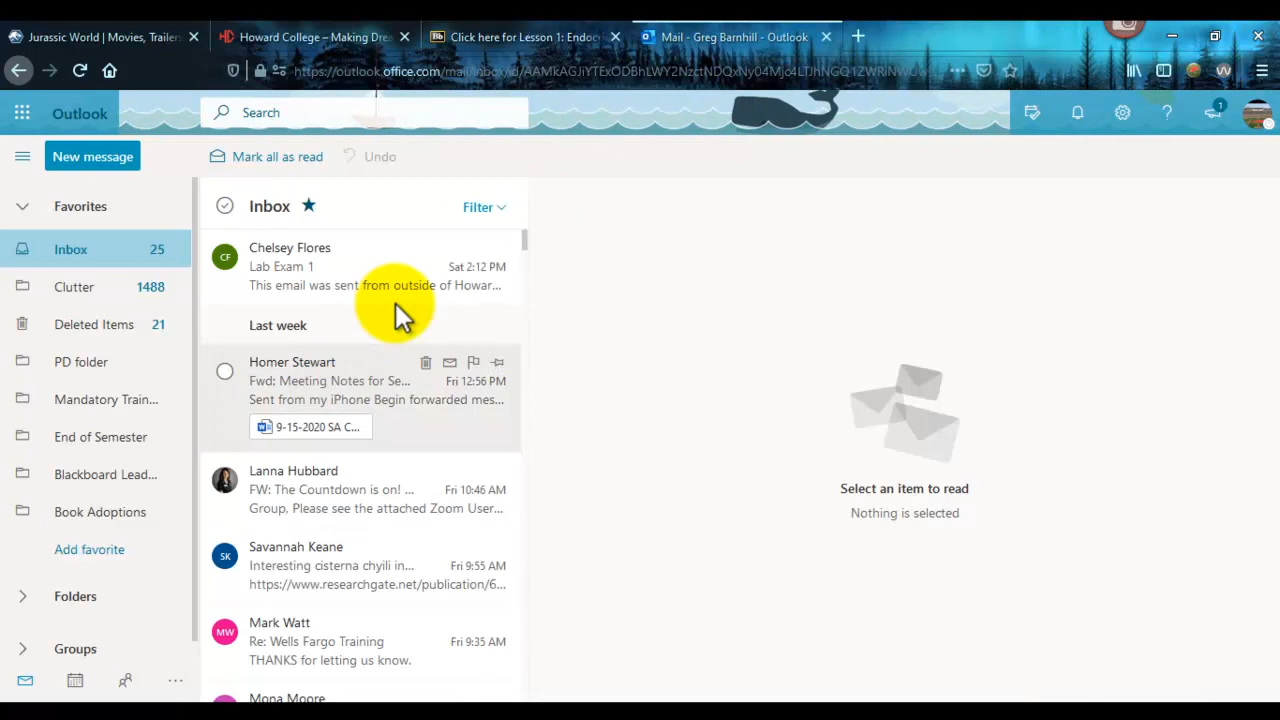 Jurassic World | Movies, Trailers
Howard College – Making Dre
Bb Click here for Lesson 1: Endoc
Mail - Greg Barnhill - Outlook
Outlook
Search
1
New message
Mark all as read
Undo
Favorites
Inbox 25
Clutter 1488
Deleted Items 21
PD folder
Mandatory Train...
End of Semester
Blackboard Lead...
Book Adoptions
Add favorite
Folders
Groups
Inbox
Filter
CF
Chelsey Flores
Lab Exam 1 Sat 2:12 PM
This email was sent from outside of Howar...
Last week
Homer Stewart
Fwd: Meeting Notes for Se... Fri 12:56 PM
Sent from my iPhone Begin forwarded mes...
9-15-2020 SA C...
Lanna Hubbard
FW: The Countdown is on! ... Fri 10:46 AM
Group, Please see the attached Zoom User...
SK
Savannah Keane
Interesting cisterna chyili in... Fri 9:55 AM
https://www.researchgate.net/publication/6...
MW
Mark Watt
Re: Wells Fargo Training Fri 9:35 AM
THANKS for letting us know.
Mona Moore
Select an item to read
Nothing is selected